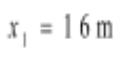 x₁ = 16 m